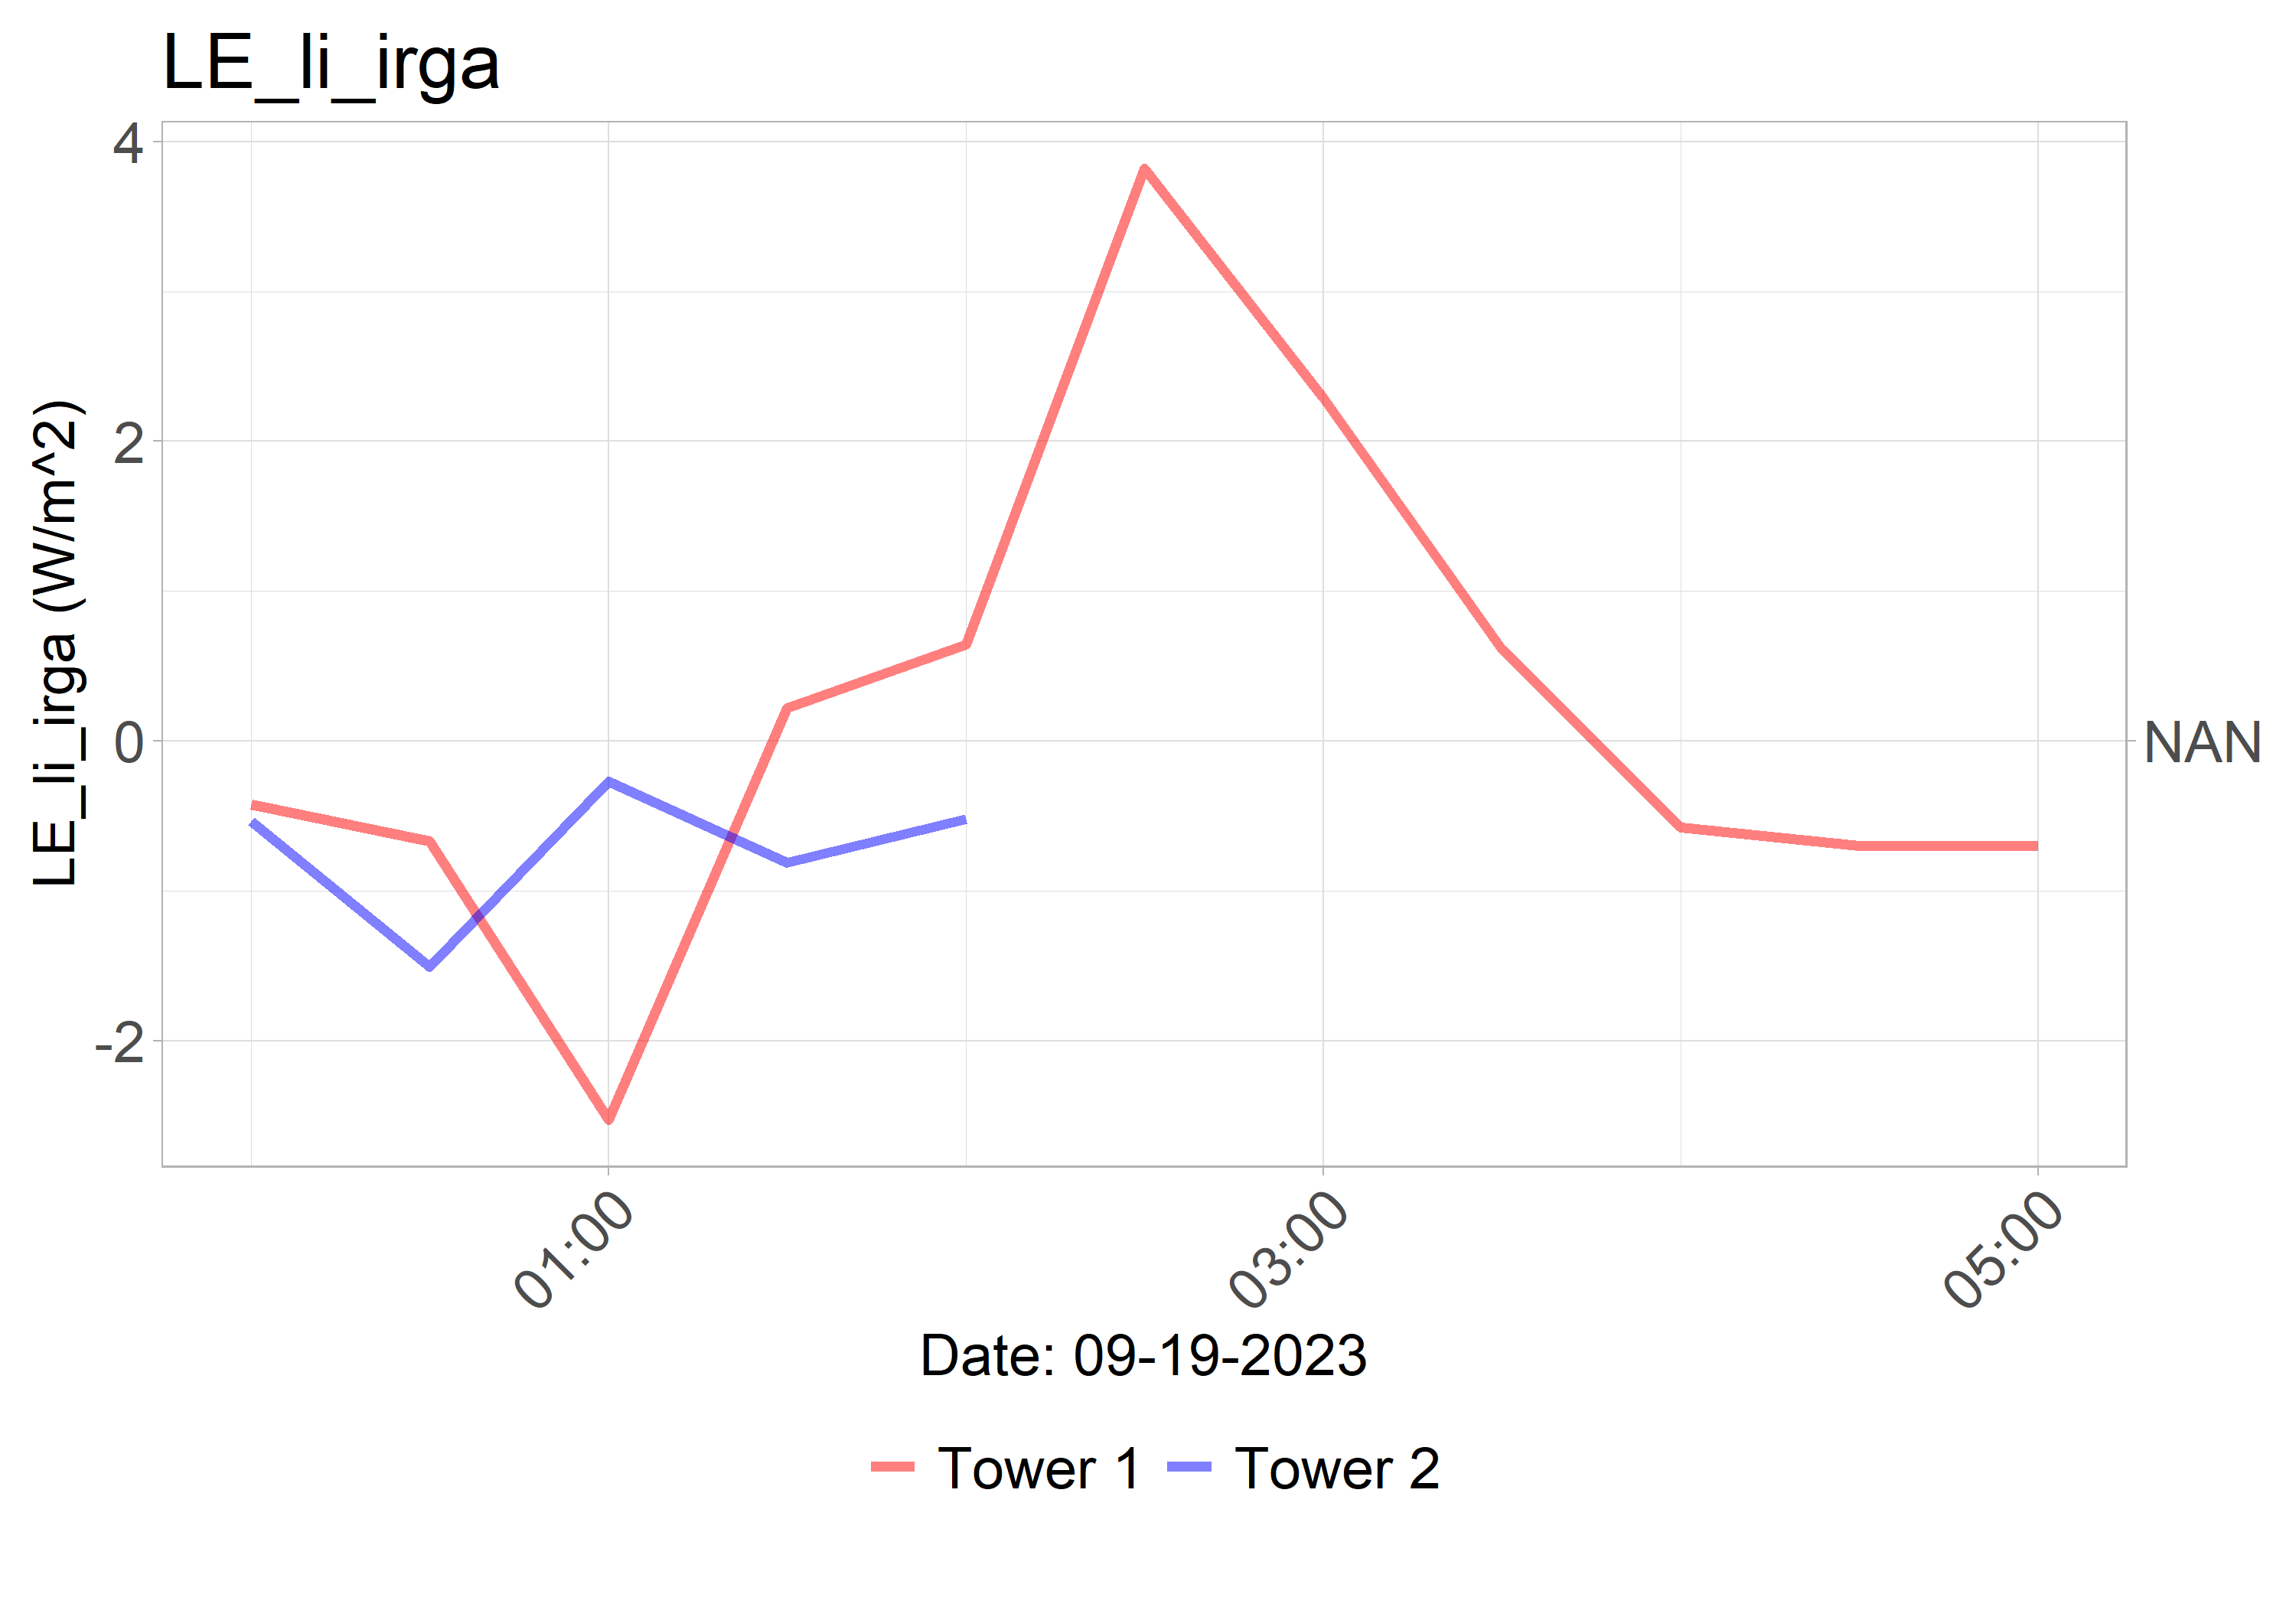 LE_li_irga
LE_li_irga (W/m^2)
4
2
0
-2
NAN
01:00
03:00
05:00
Date: 09-19-2023
Tower 1
Tower 2